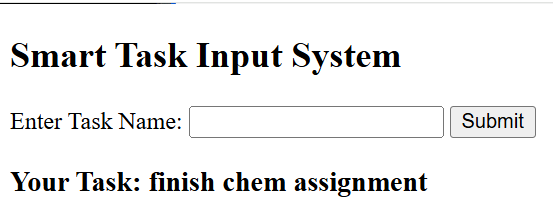 Smart Task Input System
Enter Task Name: Submit
Your Task: finish chem assignment